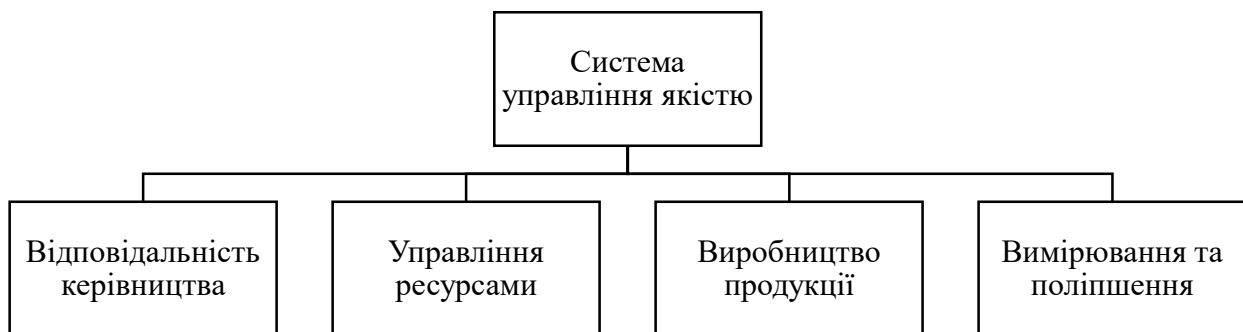 Система
управління якістю
Відповідальність
керівництва
Управління
ресурсами
Виробництво
продукції
Вимірювання та
поліпшення